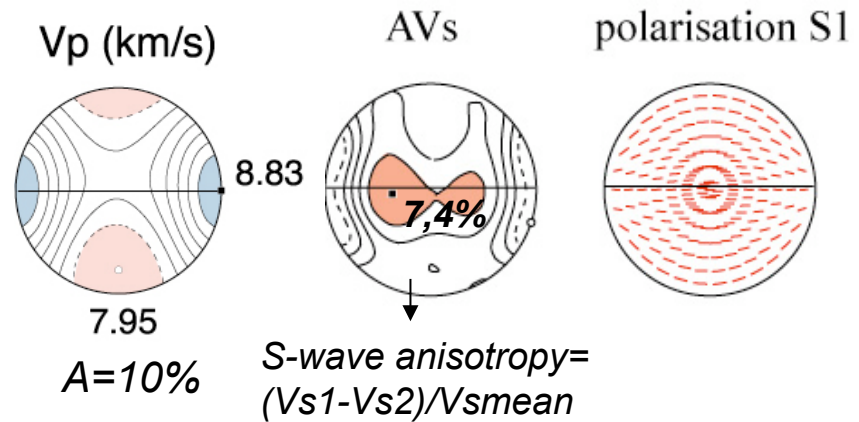 Vp (km/s)
AVs
polarisation S1
8.83
7,4%
7.95
A=10%
S-wave anisotropy=
(Vs1-Vs2)/Vsmean